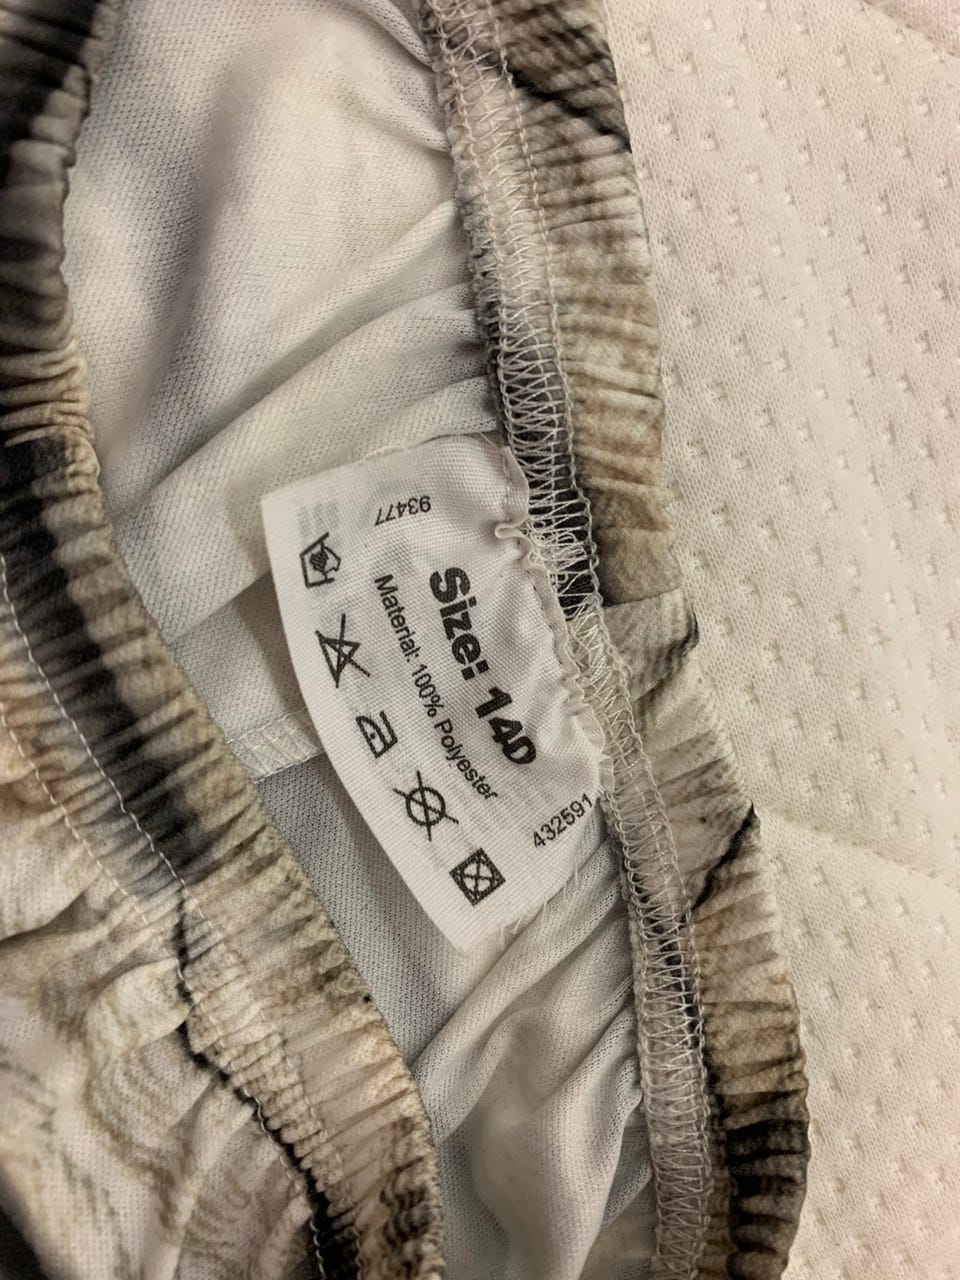 93477
Size: 140
Material: 100% Polyester
432591